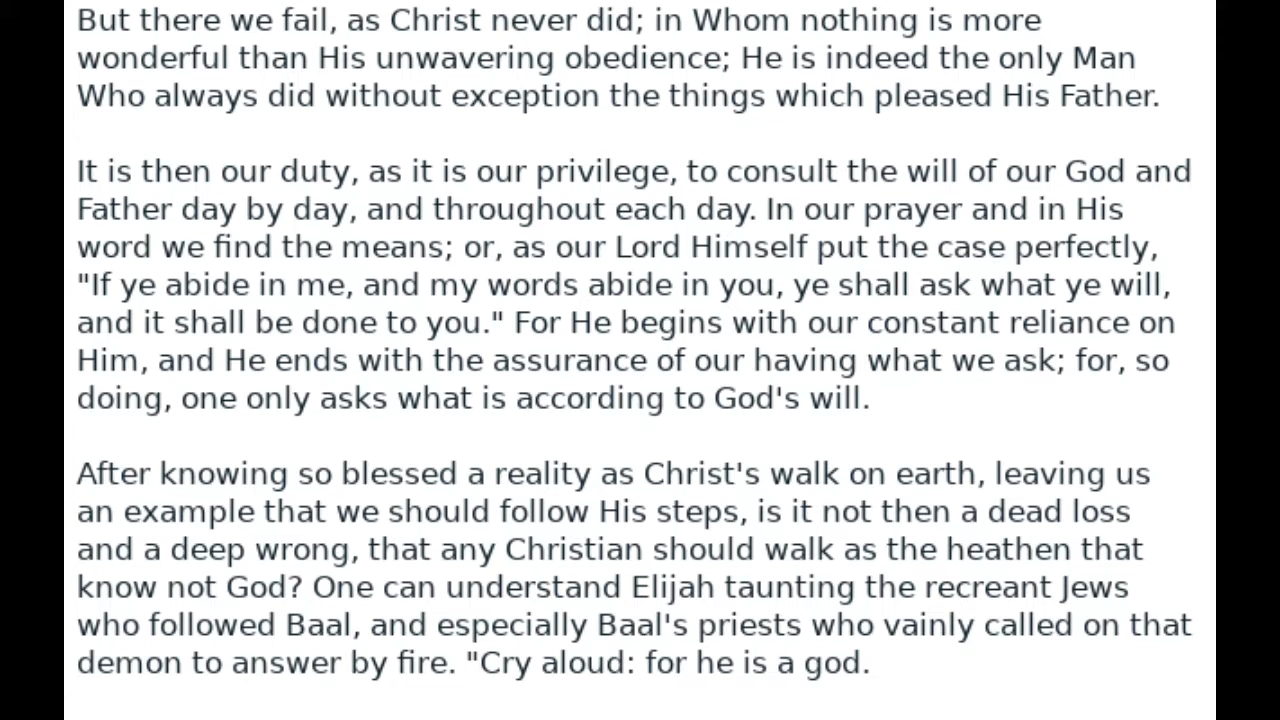 But there we fail, as Christ never did; in Whom nothing is more
wonderful than His unwavering obedience; He is indeed the only Man
Who always did without exception the things which pleased His Father.
It is then our duty, as it is our privilege, to consult the will of our God and
Father day by day, and throughout each day. In our prayer and in His
word we find the means; or, as our Lord Himself put the case perfectly,
"If ye abide in me, and my words abide in you, ye shall ask what ye will,
and it shall be done to you." For He begins with our constant reliance on
Him, and He ends with the assurance of our having what we ask; for, so
doing, one only asks what is according to God's will.
After knowing so blessed a reality as Christ's walk on earth, leaving us
an example that we should follow His steps, is it not then a dead loss
and a deep wrong, that any Christian should walk as the heathen that
know not God? One can understand Elijah taunting the recreant Jews
who followed Baal, and especially Baal's priests who vainly called on that
demon to answer by fire. "Cry aloud: for he is a god.